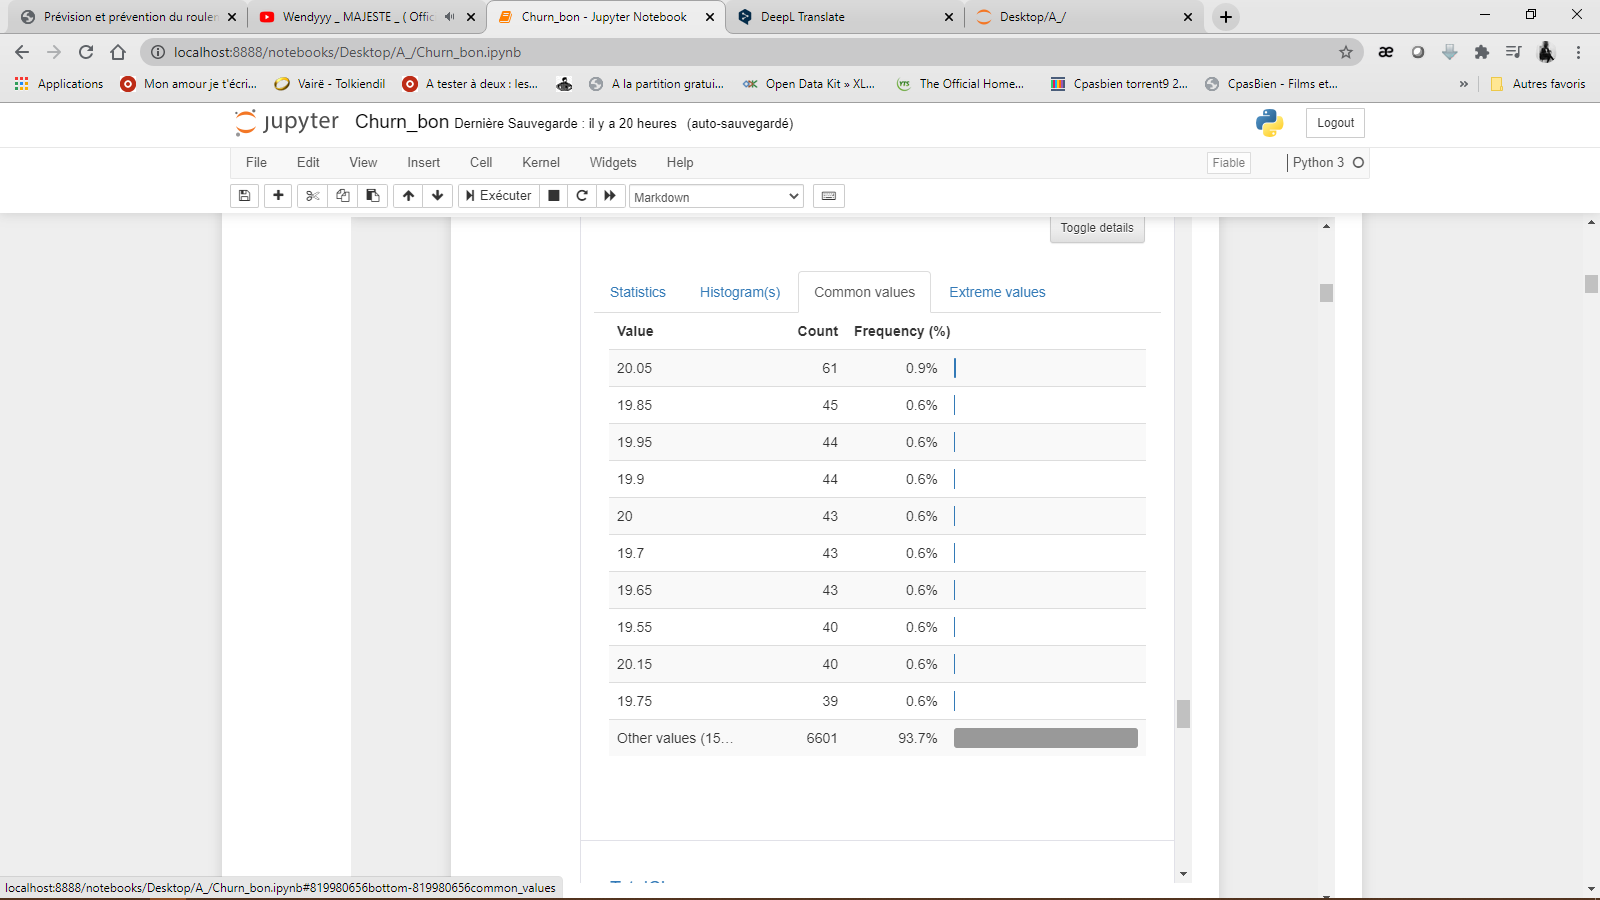 Prévision et prévention du rouler
Wendyyy _ MAJESTE _ ( Offic
Churn_bon - Jupyter Notebook
DeepL Translate
Desktop/A_/
localhost:8888/notebooks/Desktop/A_/Churn_bon.ipynb
Applications
Mon amour je t'écri...
Vairë - Tolkiendil
A tester à deux : les...
A la partition gratui...
Open Data Kit » XL...
The Official Home...
Cpasbien torrent9 2...
CpasBien - Films et...
»
Autres favoris
jupyter Churn_bon Dernière Sauvegarde : il y a 20 heures (auto-sauvegardé)
Logout
File Edit View Insert Cell Kernel Widgets Help
Fiable
Python 3
Exécuter
Markdown
Toggle details
Statistics Histogram(s) Common values Extreme values
Value Count Frequency (%)
20.05 61 0.9%
19.85 45 0.6%
19.95 44 0.6%
19.9 44 0.6%
20 43 0.6%
19.7 43 0.6%
19.65 43 0.6%
19.55 40 0.6%
20.15 40 0.6%
19.75 39 0.6%
Other values (15... 6601 93.7%
localhost:8888/notebooks/Desktop/A_/Churn_bon.ipynb#819980656bottom-819980656common_values